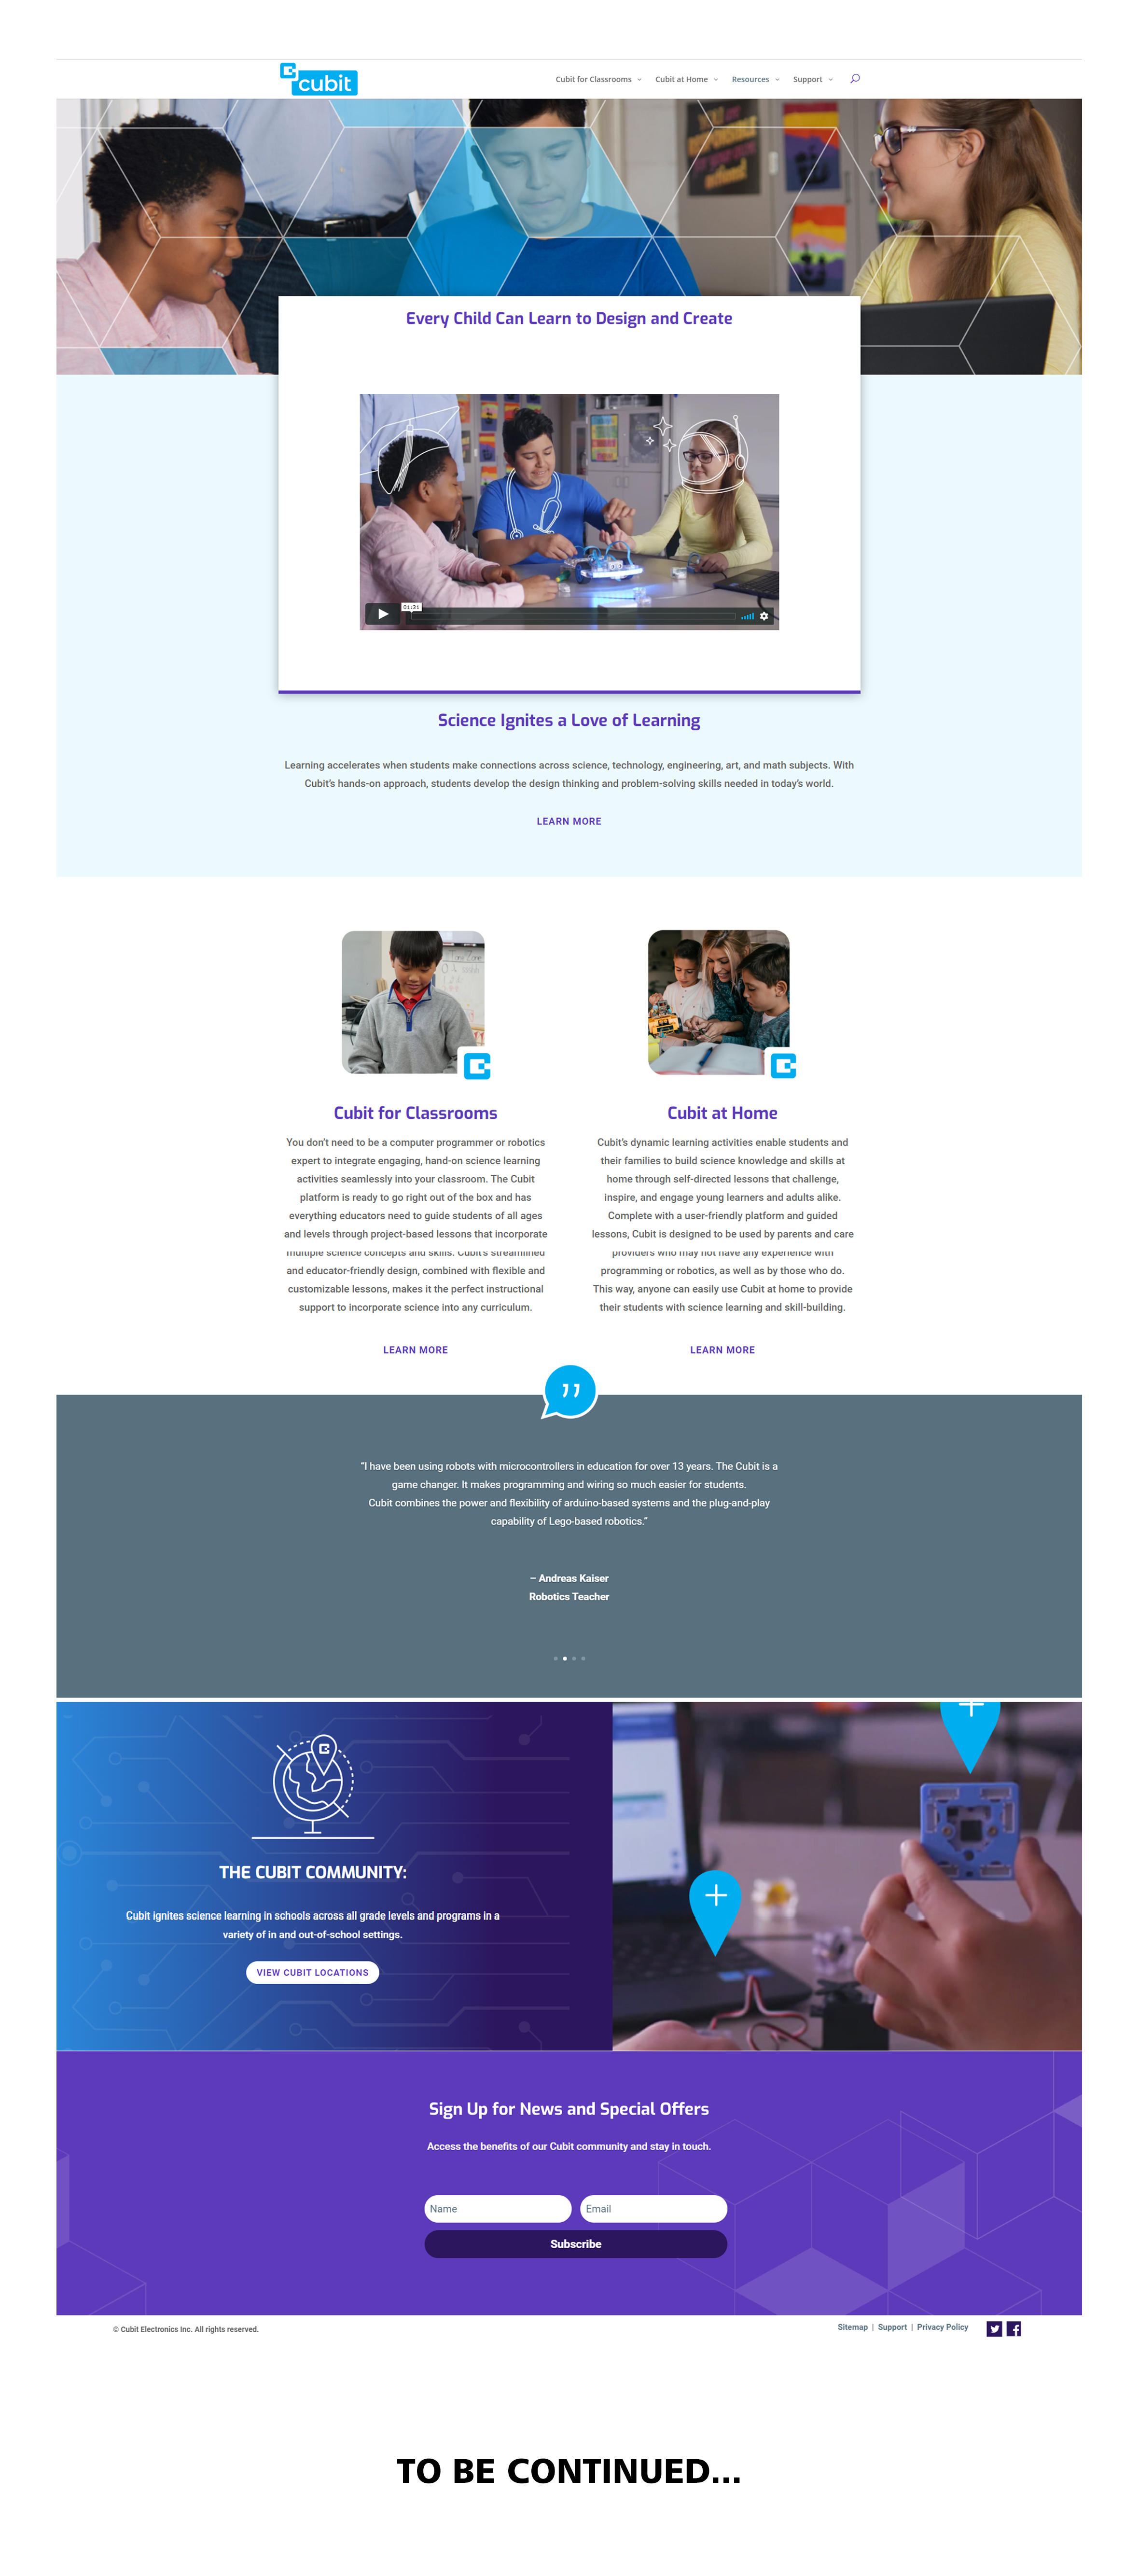 cubit
Cubit for Classrooms Cubit at Home Resources Support
Every Child Can Learn to Design and Create
01:31
Science Ignites a Love of Learning
Learning accelerates when students make connections across science, technology, engineering, art, and math subjects. With
Cubit's hands-on approach, students develop the design thinking and problem-solving skills needed in today's world.
LEARN MORE
Cubit for Classrooms
You don't need to be a computer programmer or robotics
expert to integrate engaging, hand-on science learning
activities seamlessly into your classroom. The Cubit
platform is ready to go right out of the box and has
everything educators need to guide students of all ages
and levels through project-based lessons that incorporate
multiple science concepts and skills. Cubit's streamlined
and educator-friendly design, combined with flexible and
customizable lessons, makes it the perfect instructional
support to incorporate science into any curriculum.
LEARN MORE
Cubit at Home
Cubit's dynamic learning activities enable students and
their families to build science knowledge and skills at
home through self-directed lessons that challenge,
inspire, and engage young learners and adults alike.
Complete with a user-friendly platform and guided
lessons, Cubit is designed to be used by parents and care
providers who may not have any experience with
programming or robotics, as well as by those who do.
This way, anyone can easily use Cubit at home to provide
their students with science learning and skill-building.
LEARN MORE
"I have been using robots with microcontrollers in education for over 13 years. The Cubit is a
game changer. It makes programming and wiring so much easier for students.
Cubit combines the power and flexibility of arduino-based systems and the plug-and-play
capability of Lego-based robotics."
– Andreas Kaiser
Robotics Teacher
THE CUBIT COMMUNITY:
Cubit ignites science learning in schools across all grade levels and programs in a
variety of in and out-of-school settings.
VIEW CUBIT LOCATIONS
Sign Up for News and Special Offers
Access the benefits of our Cubit community and stay in touch.
Name Email
Subscribe
© Cubit Electronics Inc. All rights reserved.
Sitemap | Support | Privacy Policy
TO BE CONTINUED...